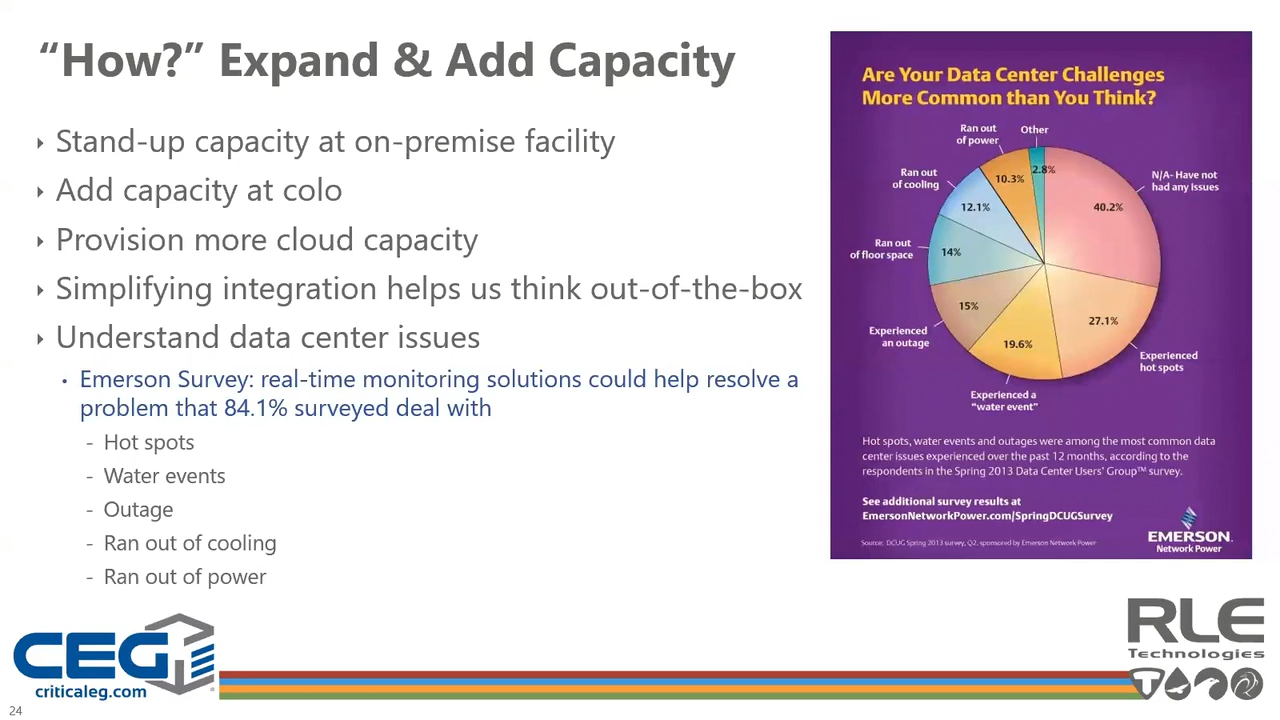 “How?” Expand & Add Capacity
Stand-up capacity at on-premise facility
Add capacity at colo
Provision more cloud capacity
Simplifying integration helps us think out-of-the-box
Understand data center issues
Emerson Survey: real-time monitoring solutions could help resolve a
problem that 84.1% surveyed deal with
- Hot spots
- Water events
- Outage
- Ran out of cooling
- Ran out of power
Are Your Data Center Challenges
More Common than You Think?
Ran out
of power
Other
Ran out
of cooling
N/A- Have not
had any issues
10.3%
2.8%
12.1%
40.2%
Ran out
of floor space
14%
15%
27.1%
Experienced
an outage
19.6%
Experienced
hot spots
Experienced a
"water event"
Hot spots, water events and outages were among the most common data
center issues experienced over the past 12 months, according to the
respondents in the Spring 2013 Data Center Users' Group™ survey.
See additional survey results at
EmersonNetworkPower.com/SpringDCUGSurvey
Source: DCUG Spring 2013 survey, Q2, sponsored by Emerson Network Power
EMERSON.
Network Power
CEG
criticaleg.com
RLE
Technologies
24